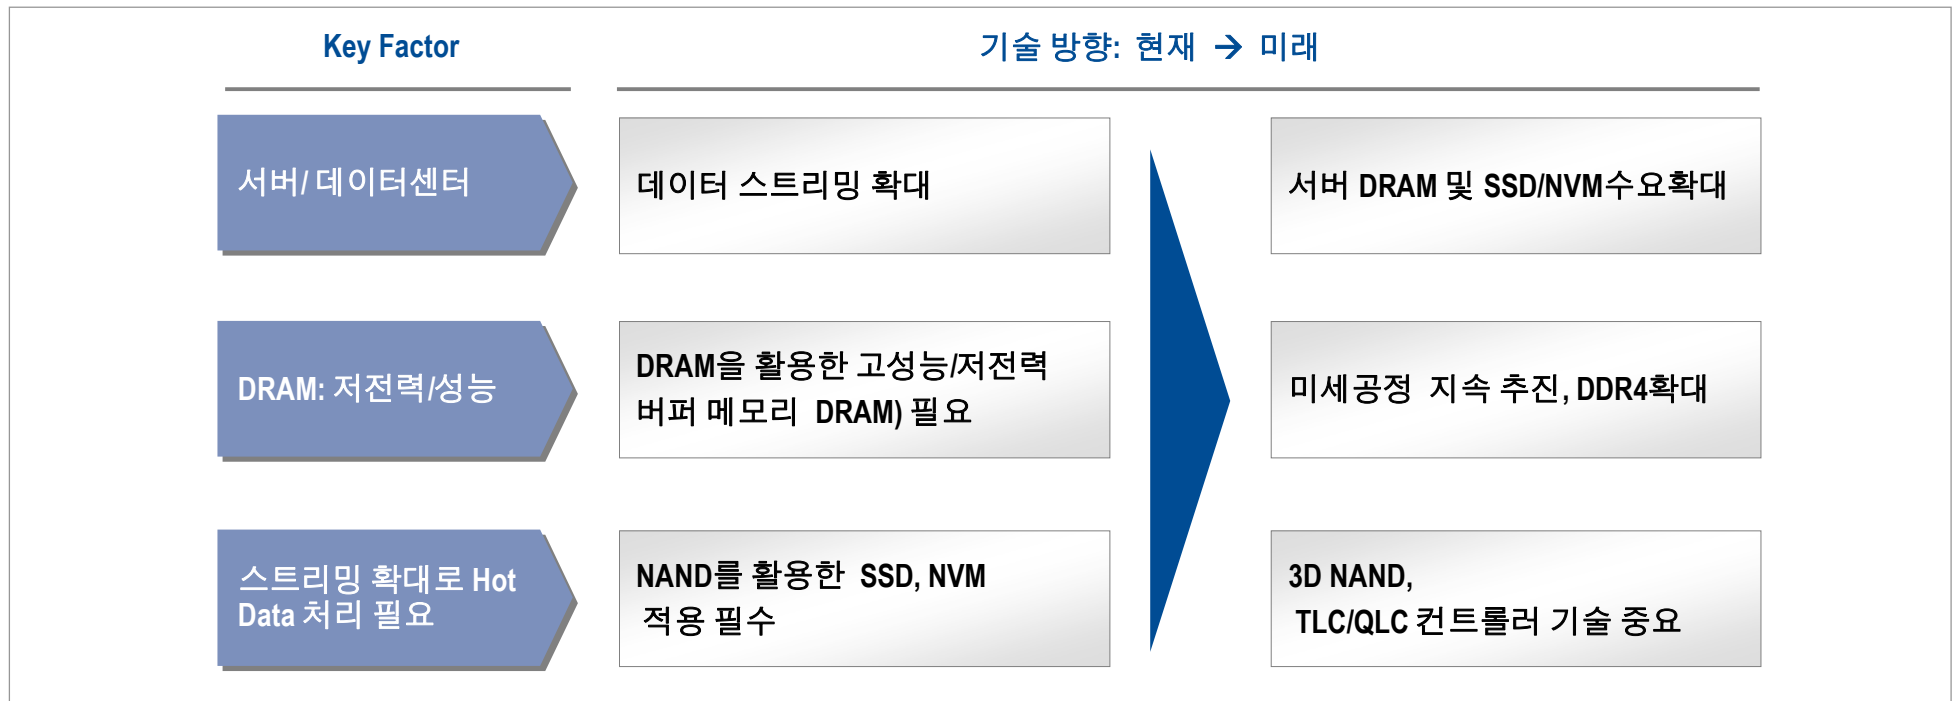 Key Factor
기술 방향: 현재 → 미래
서버/ 데이터센터
데이터 스트리밍 확대
서버 DRAM 및 SSD/NVM수요확대
DRAM: 저전력/성능
DRAM을 활용한 고성능/저전력
버퍼 메모리 DRAM) 필요
미세공정 지속 추진, DDR4확대
스트리밍 확대로 Hot
Data 처리 필요
NAND를 활용한 SSD, NVM
적용 필수
3D NAND,
TLC/QLC 컨트롤러 기술 중요